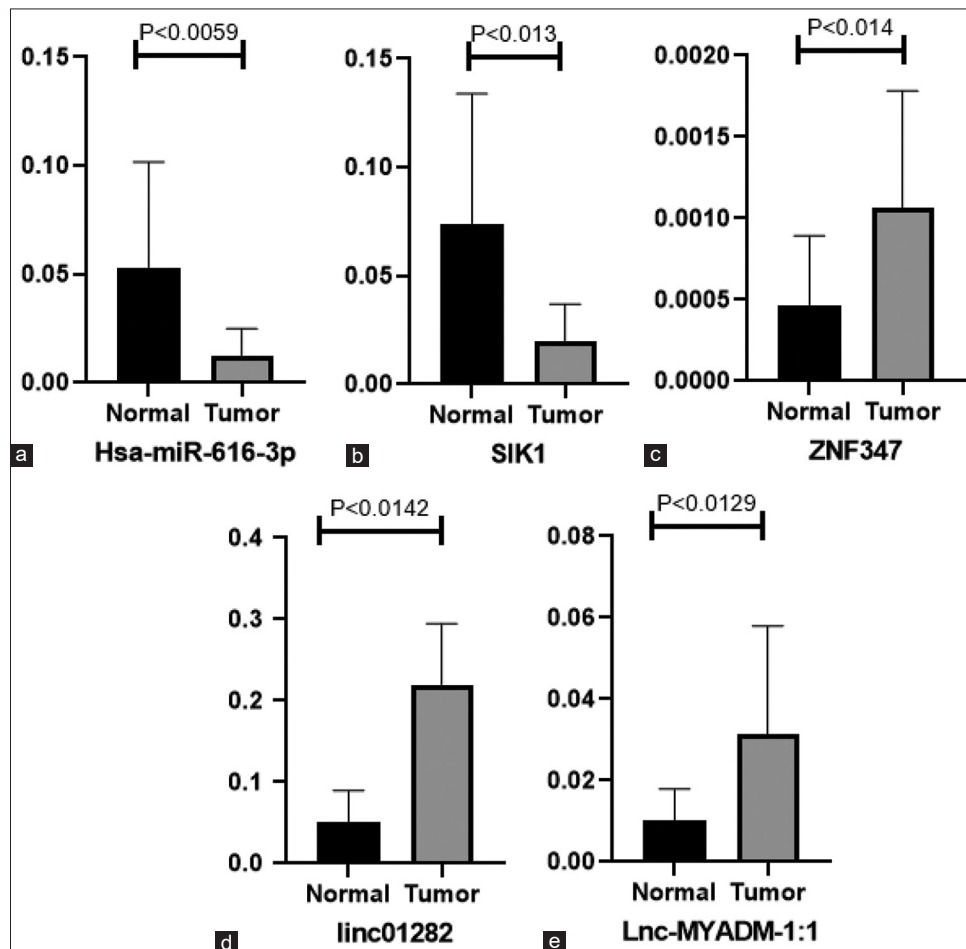 P<0.0059
0.15
0.10
0.05
0.00
Normal Tumor
a Hsa-miR-616-3p
P<0.013
0.15
0.10
0.05
0.00
Normal Tumor
b SIK1
P<0.014
0.0020
0.0015
0.0010
0.0005
0.0000
Normal Tumor
c ZNF347
P<0.0142
0.4
0.3
0.2
0.1
0.0
Normal Tumor
d linc01282
P<0.0129
0.08
0.06
0.04
0.02
0.00
Normal Tumor
e Lnc-MYADM-1:1